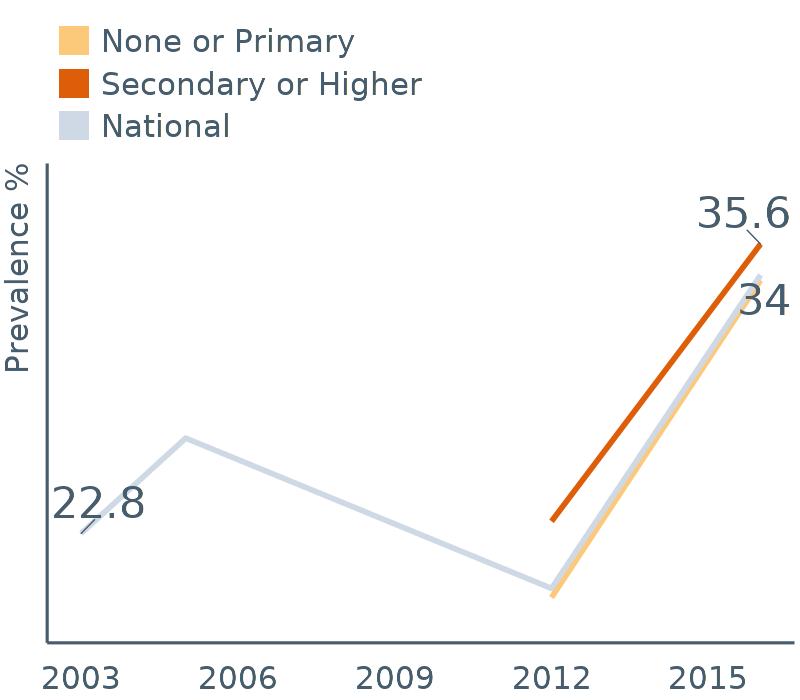 None or Primary
Secondary or Higher
National
Prevalence %
35.6
34
22.8
2003 2006 2009 2012 2015